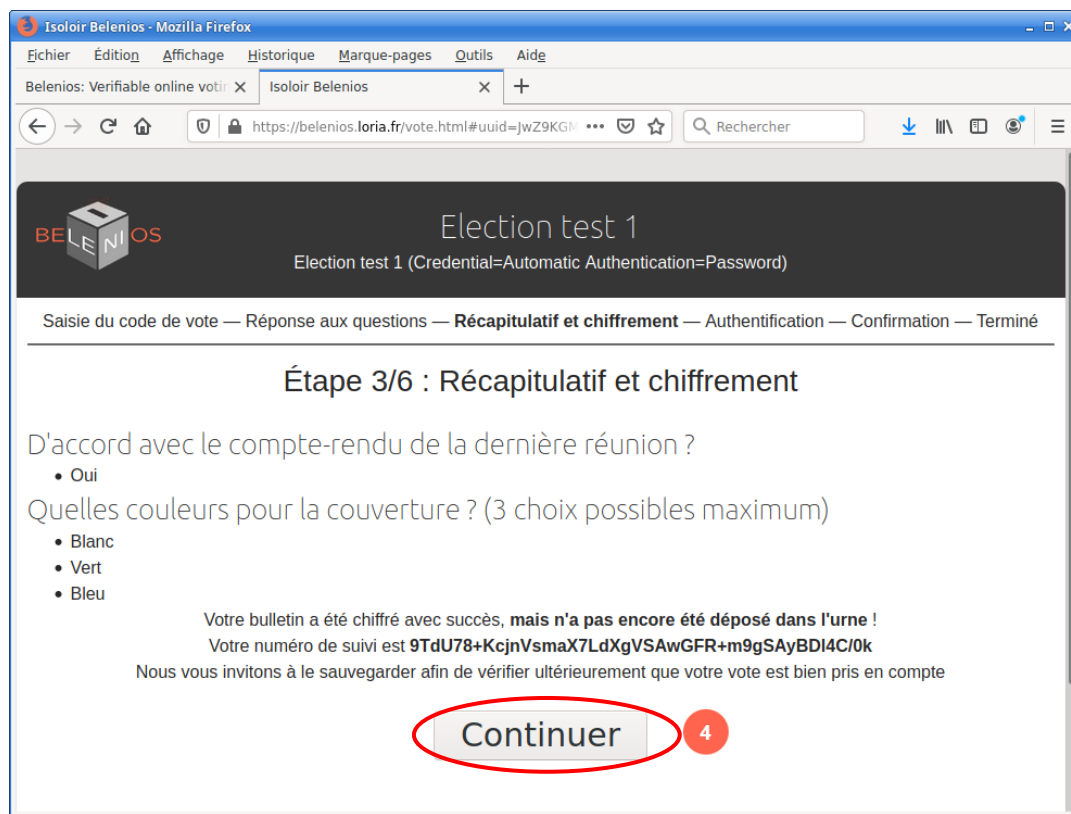 Isoloir Belenios - Mozilla Firefox
Fichier Édition Affichage Historique Marque-pages Outils Aide
Belenios: Verifiable online votin Isoloir Belenios
https://belenios.loria.fr/vote.html#uuid=JwZ9KGM Rechercher
BELENIOS
Election test 1
Election test 1 (Credential=Automatic Authentication=Password)
Saisie du code de vote — Réponse aux questions — Récapitulatif et chiffrement — Authentification — Confirmation — Terminé
Étape 3/6 : Récapitulatif et chiffrement
D'accord avec le compte-rendu de la dernière réunion ?
• Oui
Quelles couleurs pour la couverture ? (3 choix possibles maximum)
• Blanc
• Vert
• Bleu
Votre bulletin a été chiffré avec succès, mais n'a pas encore été déposé dans l'urne !
Votre numéro de suivi est 9TdU78+KcjnVsmaX7LdXgVSAwGFR+m9gSAyBDl4C/0k
Nous vous invitons à le sauvegarder afin de vérifier ultérieurement que votre vote est bien pris en compte
Continuer 4